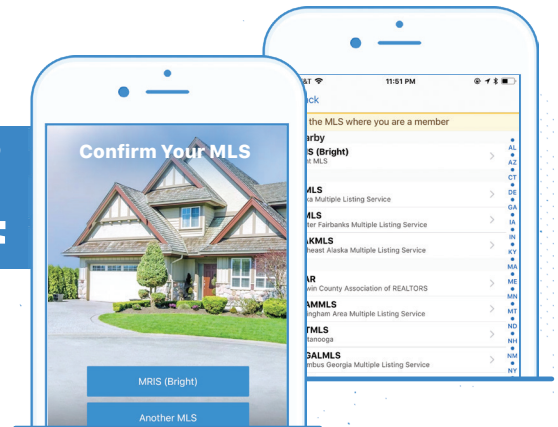 Confirm Your MLS
MRIS (Bright)
Another MLS
11:51 PM
ack
the MLS where you are a member
arby
S (Bright)
ht MLS
MLS
ka Multiple Listing Service
MLS
ter Fairbanks Multiple Listing Service
AKMLS
heast Alaska Multiple Listing Service
AR
win County Association of REALTORS
AMMLS
ingham Area Multiple Listing Service
TMLS
tanooga
GALMLS
mbus Georgia Multiple Listing Service
AL
AZ
CT
DE
GA
IA
IN
KY
MA
ME
MN
MT
ND
NH
NM
NY